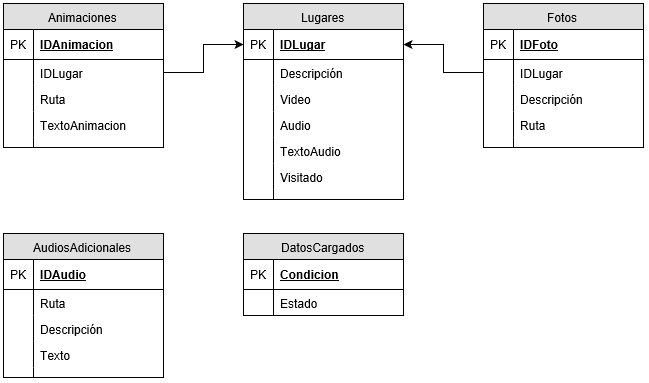 Animaciones
PK IDAnimacion
IDLugar
Ruta
TextoAnimacion
Lugares
PK IDLugar
Descripción
Video
Audio
TextoAudio
Visitado
Fotos
PK IDFoto
IDLugar
Descripción
Ruta
AudiosAdicionales
PK IDAudio
Ruta
Descripción
Texto
DatosCargados
PK Condicion
Estado